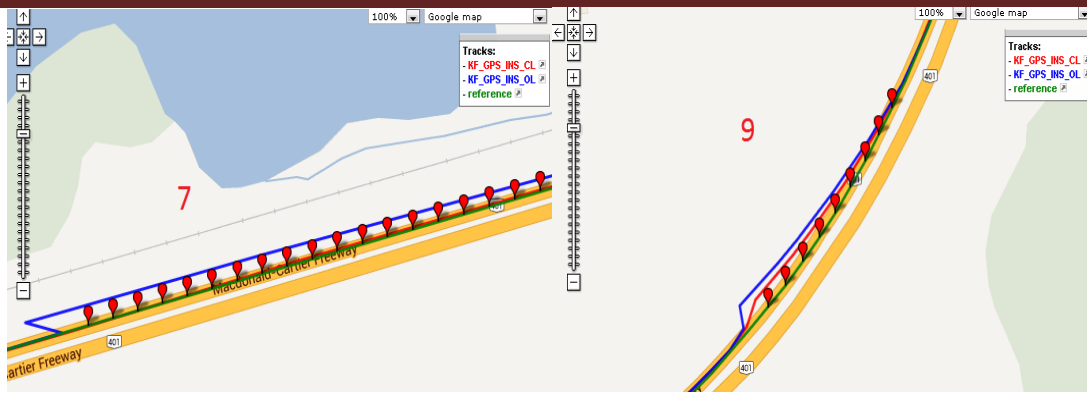 100% Google map
Tracks:
- KF_GPS_INS_CL
- KF_GPS_INS_OL
- reference
7
401
Macdonald-Cartier Freeway
401
Cartier Freeway
100% Google map
Tracks:
- KF_GPS_INS_CL
- KF_GPS_INS_OL
- reference
401
9
401